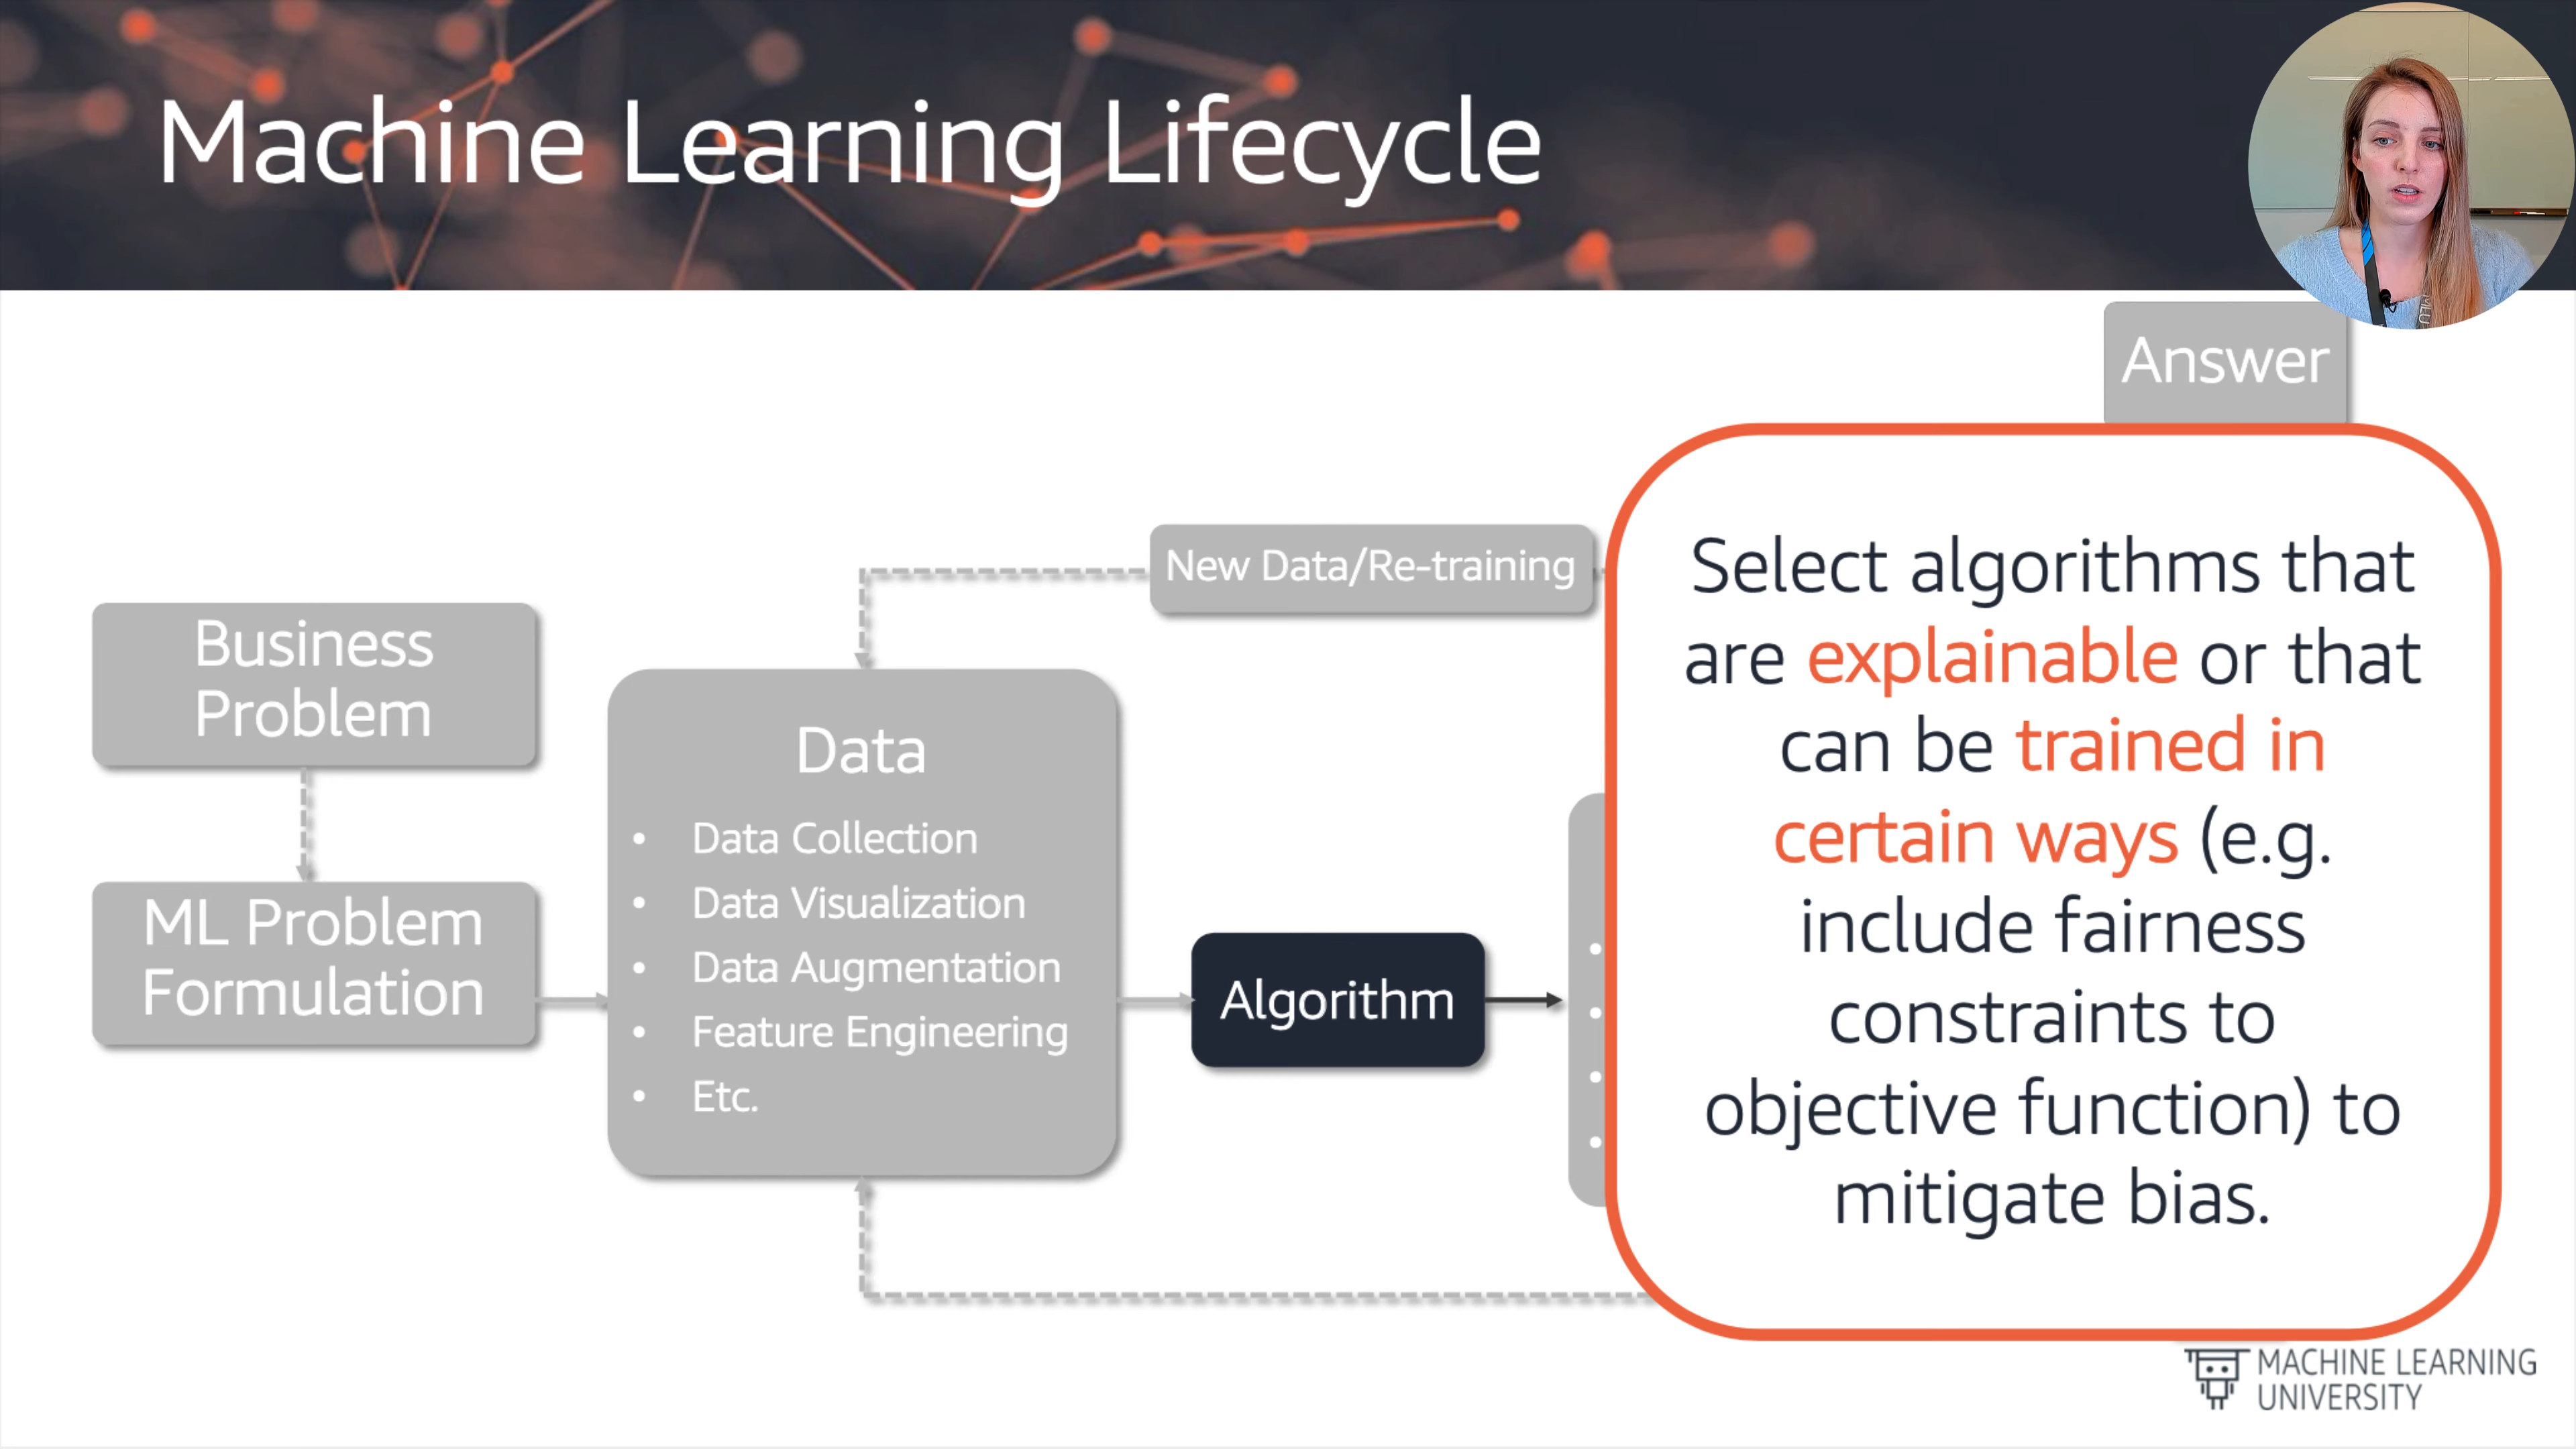 Machine Learning Lifecycle
Answer
New Data/Re-training
Business
Problem
ML Problem
Formulation
Data
• Data Collection
• Data Visualization
• Data Augmentation
• Feature Engineering
• Etc.
Algorithm
Select algorithms that
are explainable or that
can be trained in
certain ways (e.g.
include fairness
constraints to
objective function) to
mitigate bias.
MACHINE LEARNING
UNIVERSITY
MLU